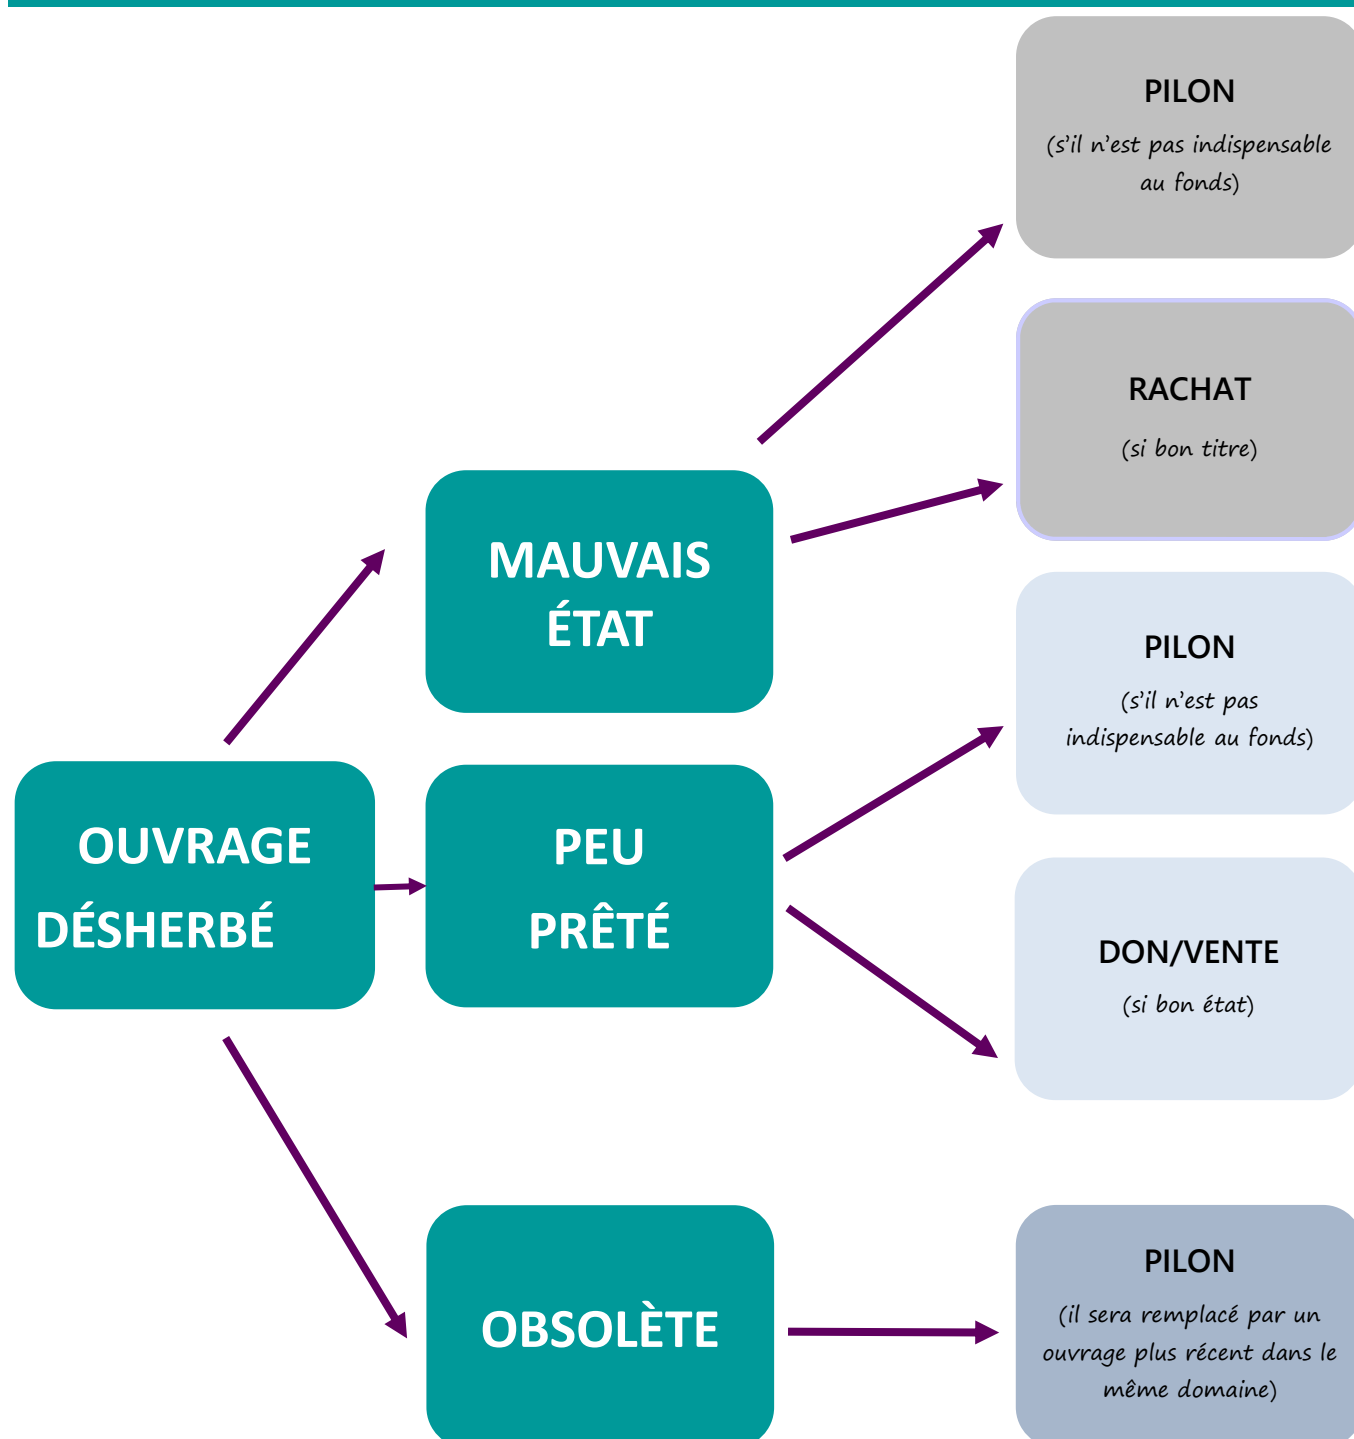 PILON
(s'il n'est pas indispensable
au fonds)
RACHAT
(si bon titre)
MAUVAIS
ÉTAT
PILON
(s'il n'est pas
indispensable au fonds)
OUVRAGE
DÉSHERBÉ
PEU
PRÊTÉ
DON/VENTE
(si bon état)
OBSOLÈTE
PILON
(il sera remplacé par un
ouvrage plus récent dans le
même domaine)